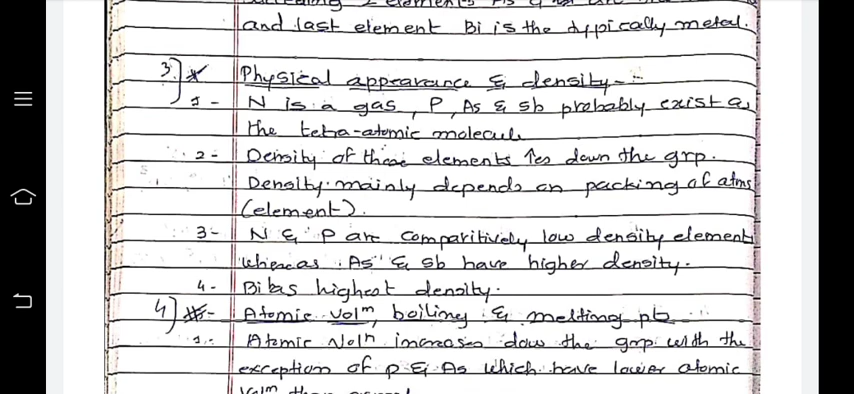 and last element Bi is the typically metal.
3) * Physical appearance & density :-
1- N is a gas, P, As & Sb probably exist as
the tetra-atomic molecule
2- Density of these elements ↑es down the grp.
Density mainly depends on packing of atms
(element).
3- N & P are comparitively low density element
whereas As & Sb have higher density.
4- Bi has highest density.
4) *- Atomic volm, boiling & melting pt
1- Atomic Volm increases dow the grp with the
exception of P & As which have lower atomic